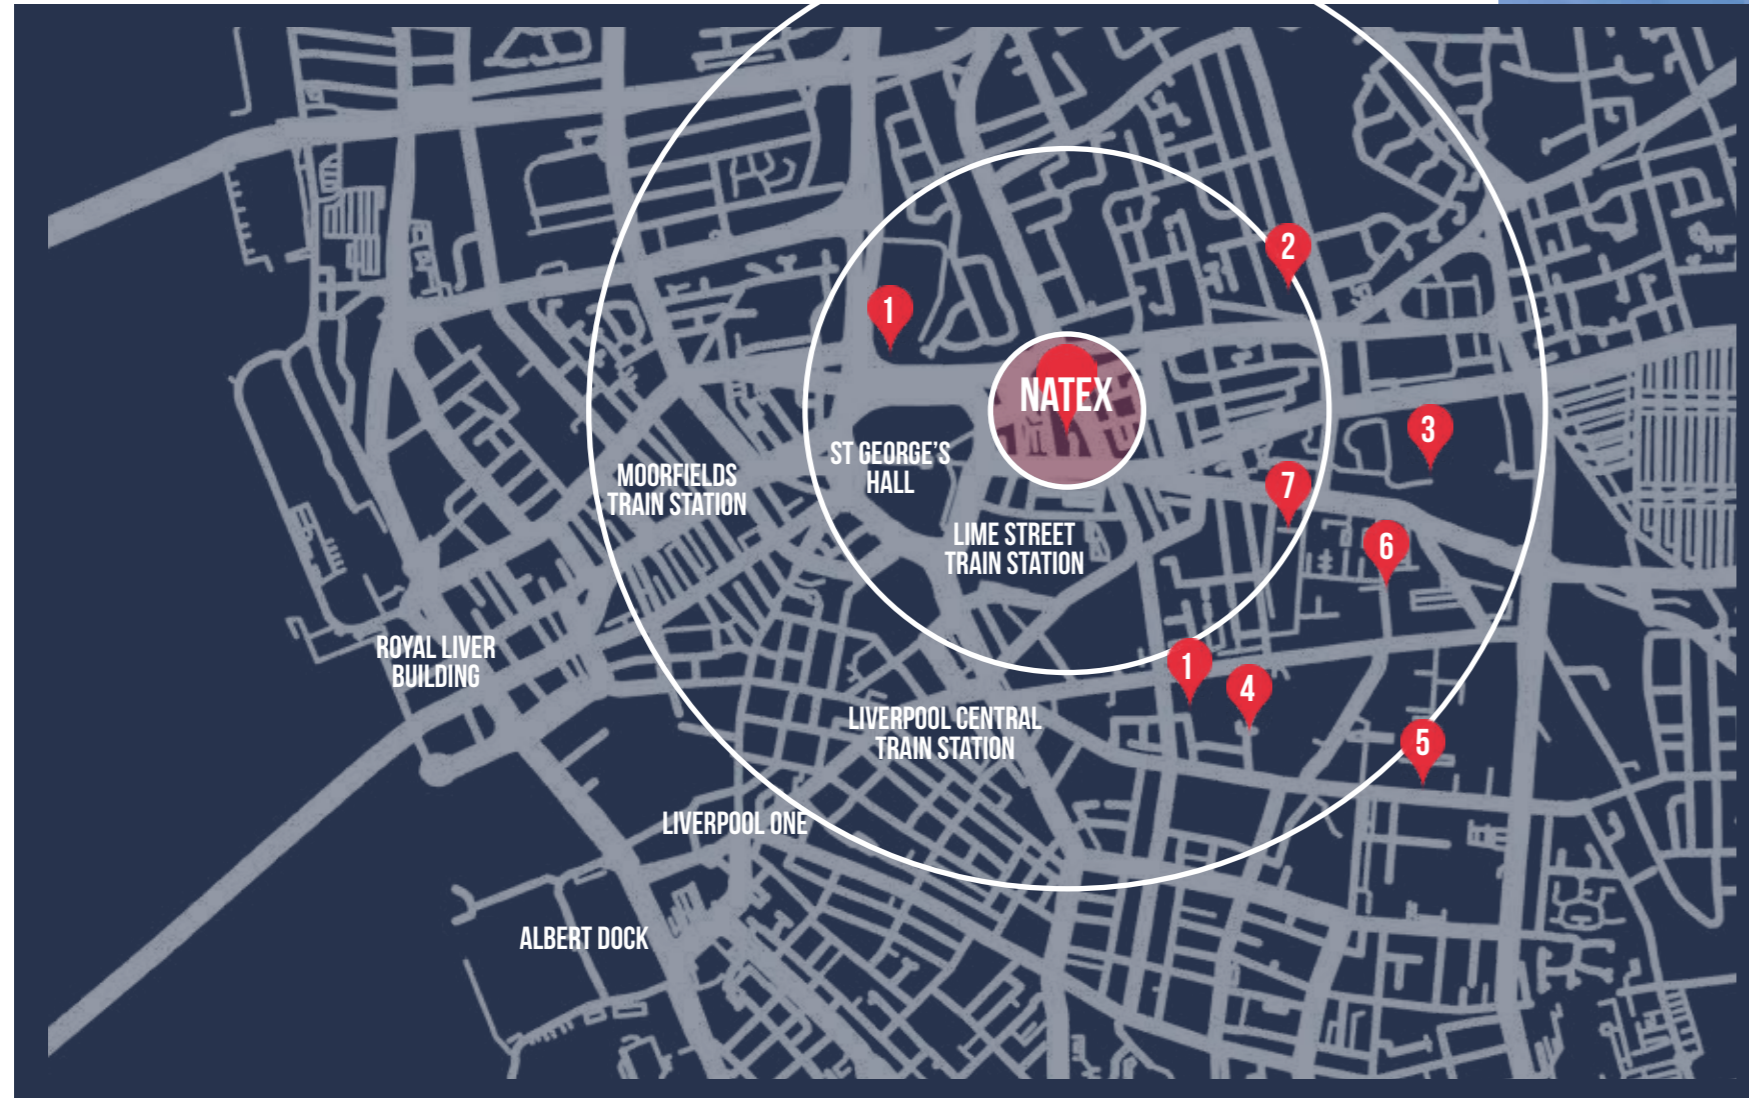 2
1
NATEX
3
ST GEORGE'S
HALL
MOORFIELDS
TRAIN STATION
7
LIME STREET
TRAIN STATION
6
ROYAL LIVER
BUILDING
1
4
LIVERPOOL CENTRAL
TRAIN STATION
5
LIVERPOOL ONE
ALBERT DOCK